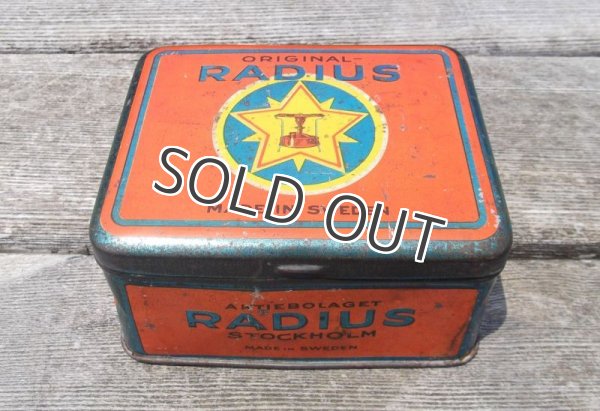 ORIGINAL-
RADIUS
SOLD OUT
MADE IN SWEDEN
AKTIEBOLAGET
RADIUS
STOCKHOLM
MADE IN SWEDEN